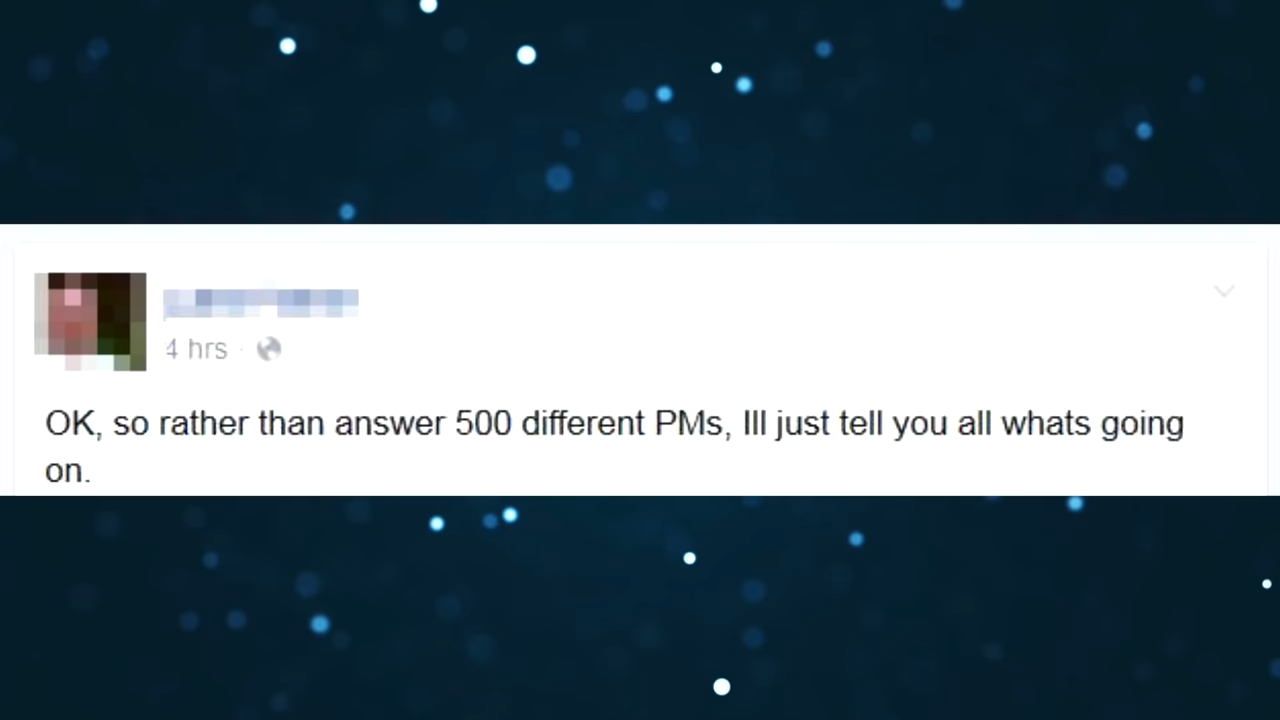 4 hrs ·
OK, so rather than answer 500 different PMs, Ill just tell you all whats going
on.